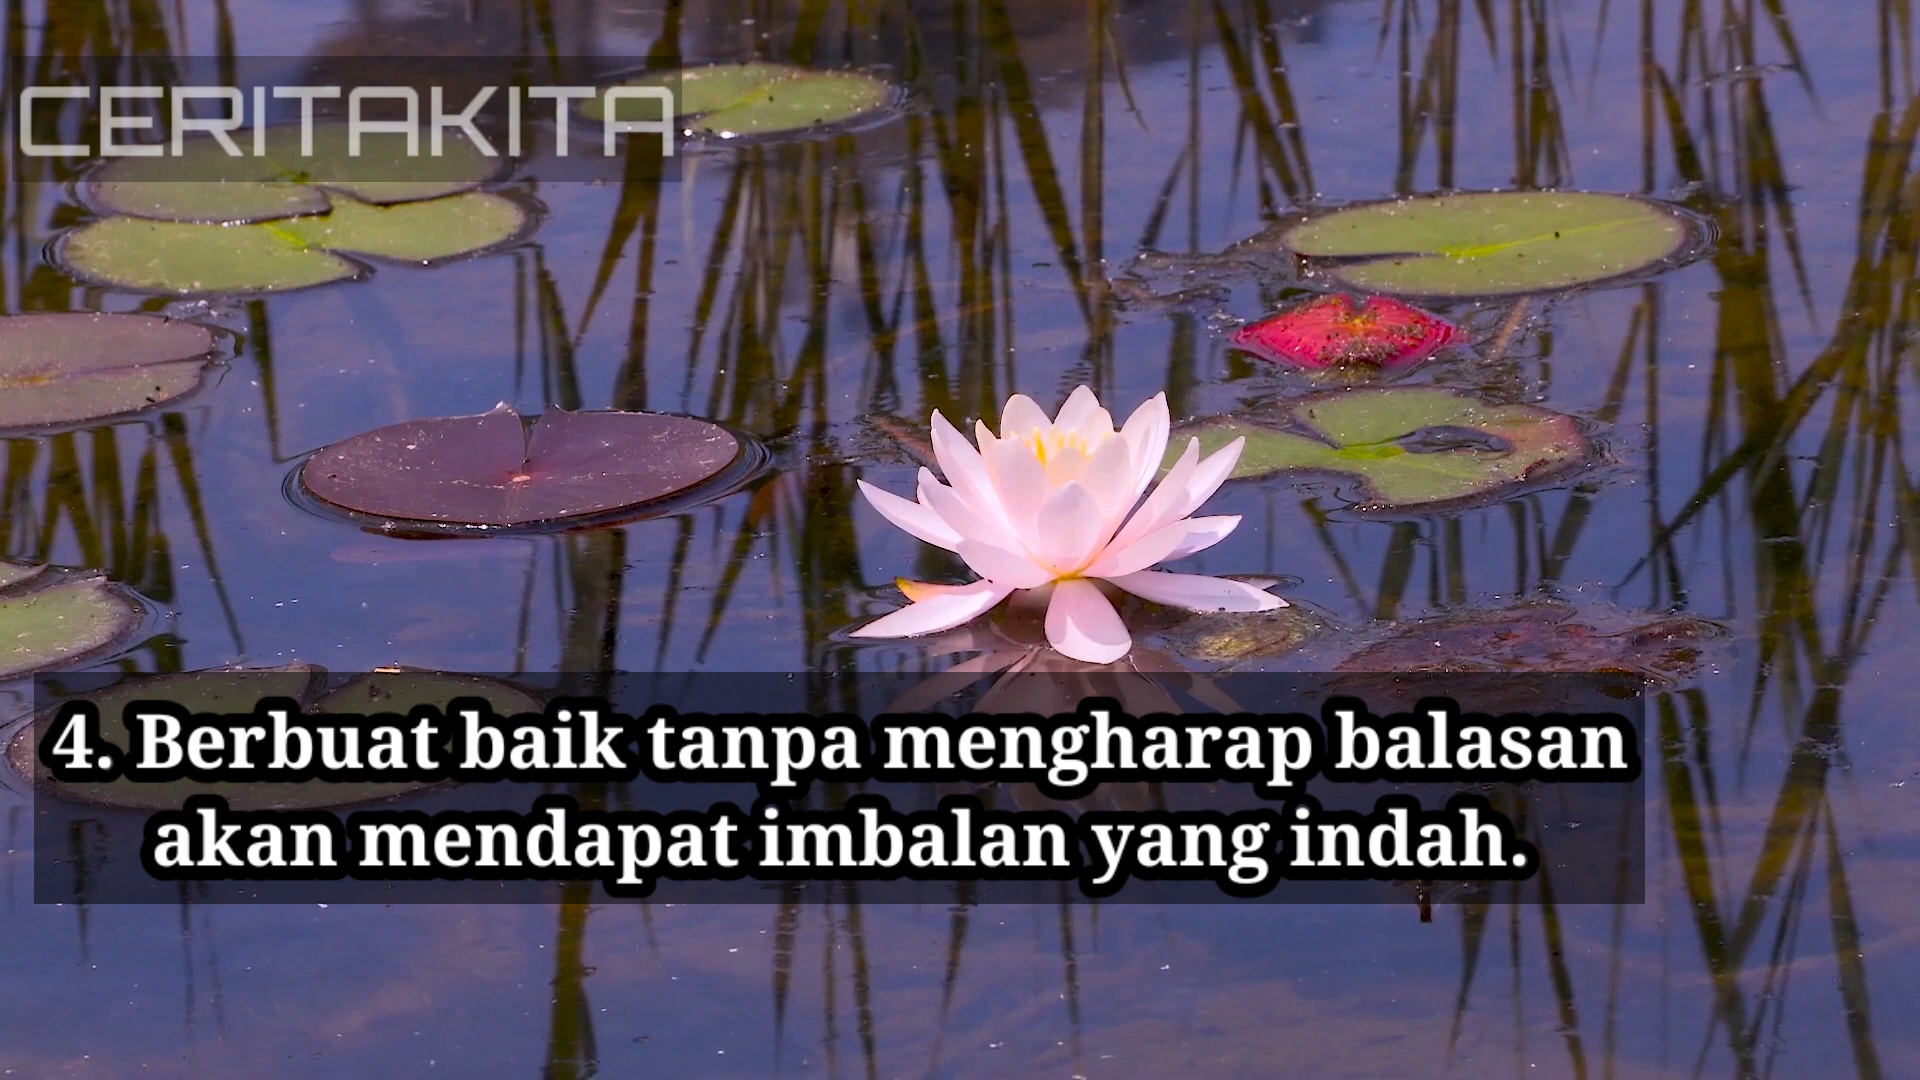 CERITAKITA
4. Berbuat baik tanpa mengharap balasan
akan mendapat imbalan yang indah.